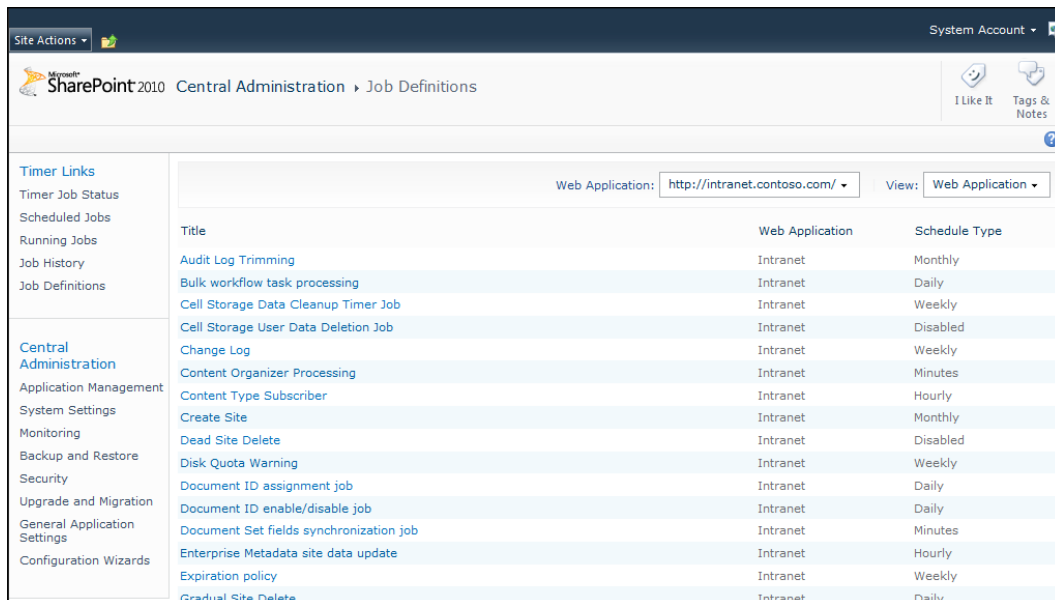 Site Actions
System Account
Microsoft®
SharePoint® 2010 Central Administration Job Definitions
I Like It
Tags &
Notes
Timer Links
Timer Job Status
Scheduled Jobs
Running Jobs
Job History
Job Definitions
Central
Administration
Application Management
System Settings
Monitoring
Backup and Restore
Security
Upgrade and Migration
General Application
Settings
Configuration Wizards
Web Application: http://intranet.contoso.com/ View: Web Application
Title Web Application Schedule Type
Audit Log Trimming Intranet Monthly
Bulk workflow task processing Intranet Daily
Cell Storage Data Cleanup Timer Job Intranet Weekly
Cell Storage User Data Deletion Job Intranet Disabled
Change Log Intranet Weekly
Content Organizer Processing Intranet Minutes
Content Type Subscriber Intranet Hourly
Create Site Intranet Monthly
Dead Site Delete Intranet Disabled
Disk Quota Warning Intranet Weekly
Document ID assignment job Intranet Daily
Document ID enable/disable job Intranet Daily
Document Set fields synchronization job Intranet Minutes
Enterprise Metadata site data update Intranet Hourly
Expiration policy Intranet Weekly
Gradual Site Delete Intranet Daily